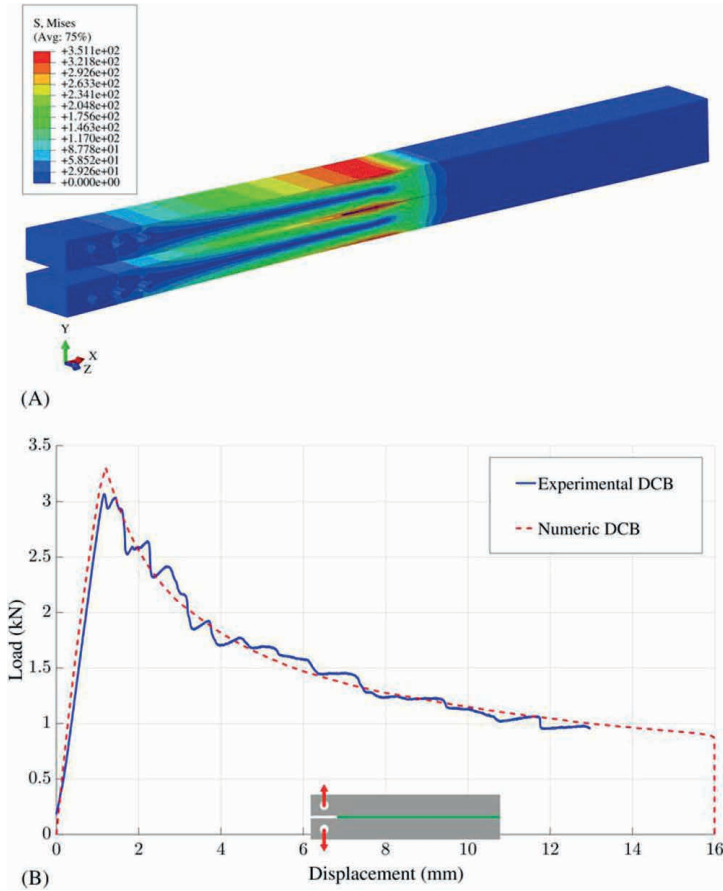 S, Mises
(Avg: 75%)
+3.511e+02
+3.218e+02
+2.926e+02
+2.633e+02
+2.341e+02
+2.048e+02
+1.756e+02
+1.463e+02
+1.170e+02
+8.778e+01
+5.852e+01
+2.926e+01
+0.000e+00
Y
X
Z
(A)
3.5
3
2.5
2
1.5
1
0.5
0
Load (kN)
Experimental DCB
Numeric DCB
0
2
4
6
8
10
12
14
16
Displacement (mm)
(B)